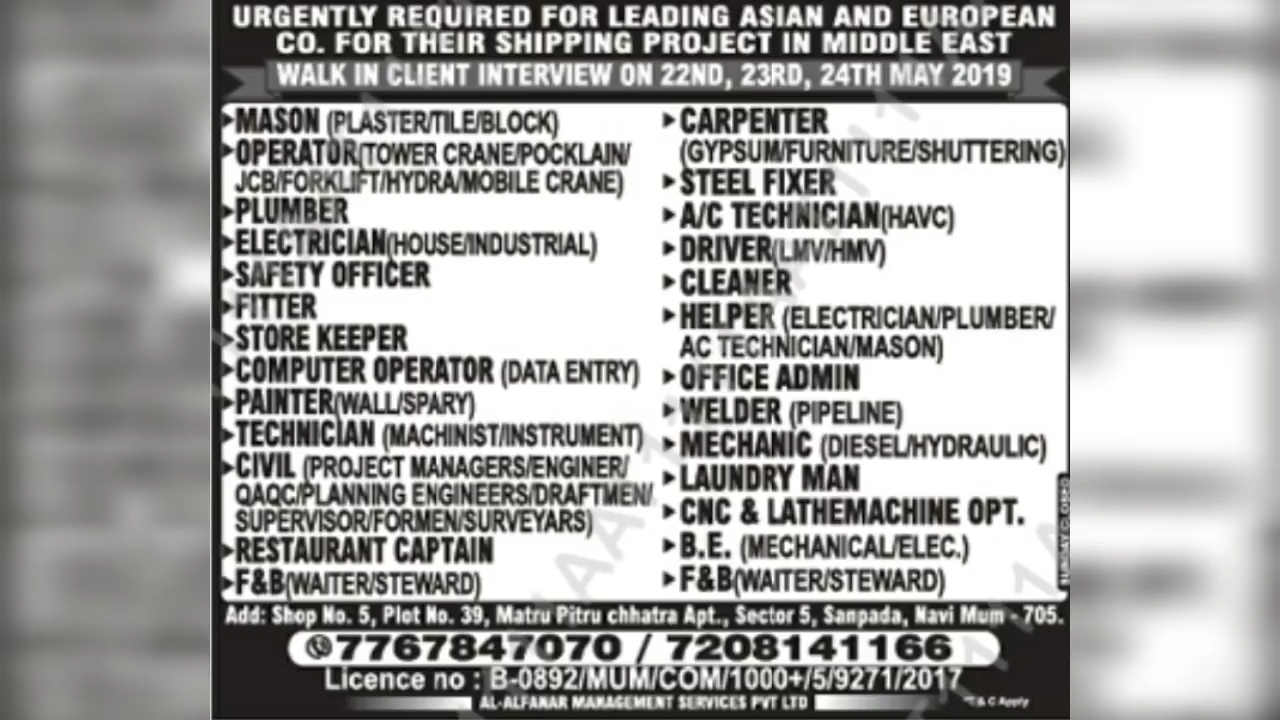 URGENTLY REQUIRED FOR LEADING ASIAN AND EUROPEAN
CO. FOR THEIR SHIPPING PROJECT IN MIDDLE EAST
WALK IN CLIENT INTERVIEW ON 22ND, 23RD, 24TH MAY 2019
MASON (PLASTER/TILE/BLOCK)
OPERATOR(TOWER CRANE/POCKLAIN/
JCB/FORKLIFT/HYDRA/MOBILE CRANE)
PLUMBER
ELECTRICIAN(HOUSE/INDUSTRIAL)
SAFETY OFFICER
FITTER
STORE KEEPER
COMPUTER OPERATOR (DATA ENTRY)
PAINTER(WALL/SPARY)
TECHNICIAN (MACHINIST/INSTRUMENT)
CIVIL (PROJECT MANAGERS/ENGINER/
QAQC/PLANNING ENGINEERS/DRAFTMEN/
SUPERVISOR/FORMEN/SURVEYARS)
RESTAURANT CAPTAIN
F&B(WAITER/STEWARD)
CARPENTER
(GYPSUM/FURNITURE/SHUTTERING)
STEEL FIXER
A/C TECHNICIAN(HAVC)
DRIVER(LMV/HMV)
CLEANER
HELPER (ELECTRICIAN/PLUMBER/
AC TECHNICIAN/MASON)
OFFICE ADMIN
WELDER (PIPELINE)
MECHANIC (DIESEL/HYDRAULIC)
LAUNDRY MAN
CNC & LATHEMACHINE OPT.
B.E. (MECHANICAL/ELEC.)
F&B(WAITER/STEWARD)
SUNDAY CLOSED
Add: Shop No. 5, Plot No. 39, Matru Pitru chhatra Apt., Sector 5, Sanpada, Navi Mum - 705.
7767847070 / 7208141166
Licence no : B-0892/MUM/COM/1000+/5/9271/2017
AL-ALFANAR MANAGEMENT SERVICES PVT LTD
*T & C Apply